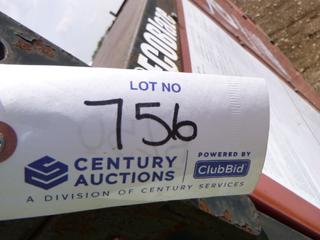 LOT NO
756
CENTURY AUCTIONS
POWERED BY
ClubBid
A DIVISION OF CENTURY SERVICES